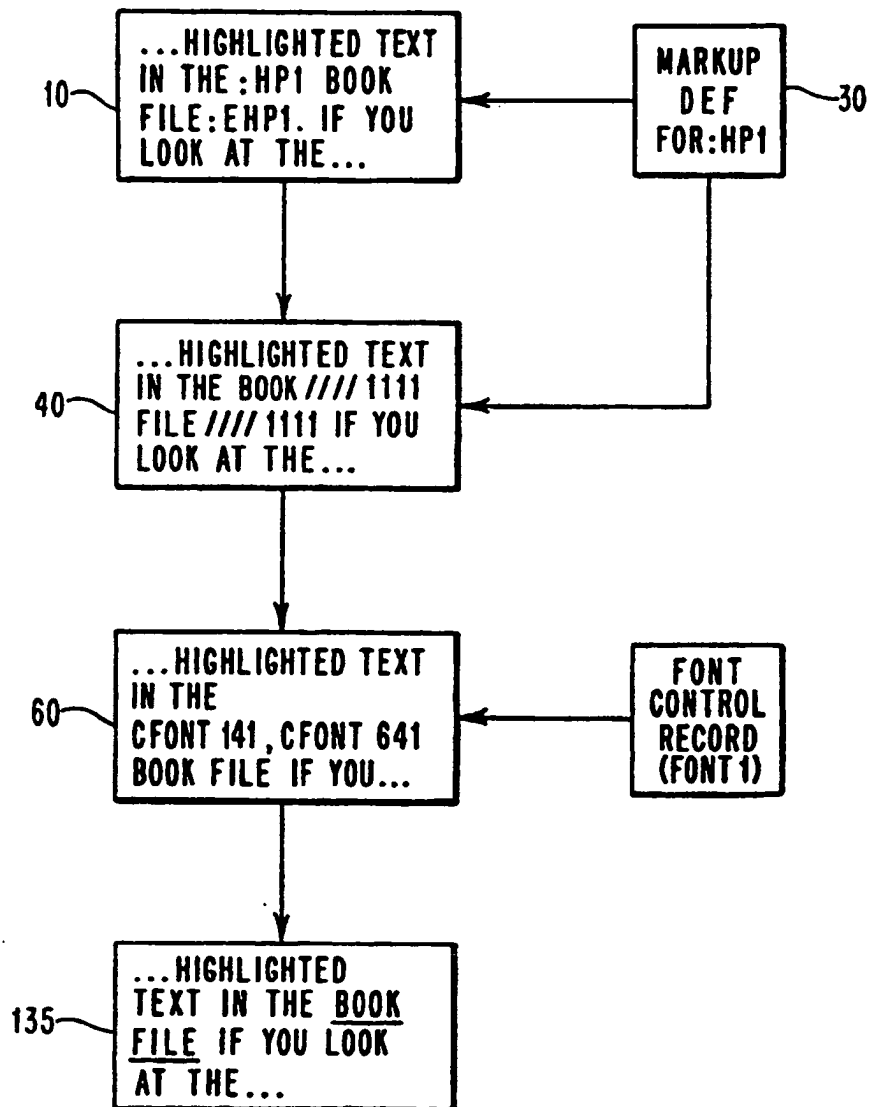 ...HIGHLIGHTED TEXT
IN THE :HP1 BOOK
FILE:EHP1. IF YOU
LOOK AT THE...
10
MARKUP
DEF
FOR:HP1
30
...HIGHLIGHTED TEXT
IN THE BOOK //// 1111
FILE //// 1111 IF YOU
LOOK AT THE...
40
...HIGHLIGHTED TEXT
IN THE
CFONT 141, CFONT 641
BOOK FILE IF YOU...
60
FONT
CONTROL
RECORD
(FONT 1)
...HIGHLIGHTED
TEXT IN THE BOOK
FILE IF YOU LOOK
AT THE...
135